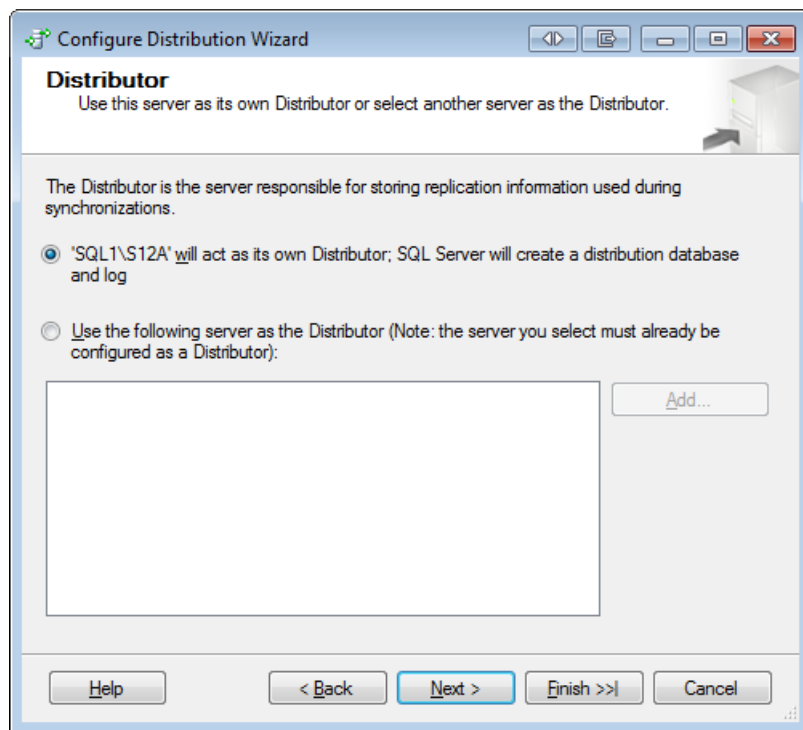 Configure Distribution Wizard
Distributor
Use this server as its own Distributor or select another server as the Distributor.
The Distributor is the server responsible for storing replication information used during
synchronizations.
'SQL1\S12A' will act as its own Distributor; SQL Server will create a distribution database
and log
Use the following server as the Distributor (Note: the server you select must already be
configured as a Distributor):
Add...
Help
< Back
Next >
Finish >>|
Cancel